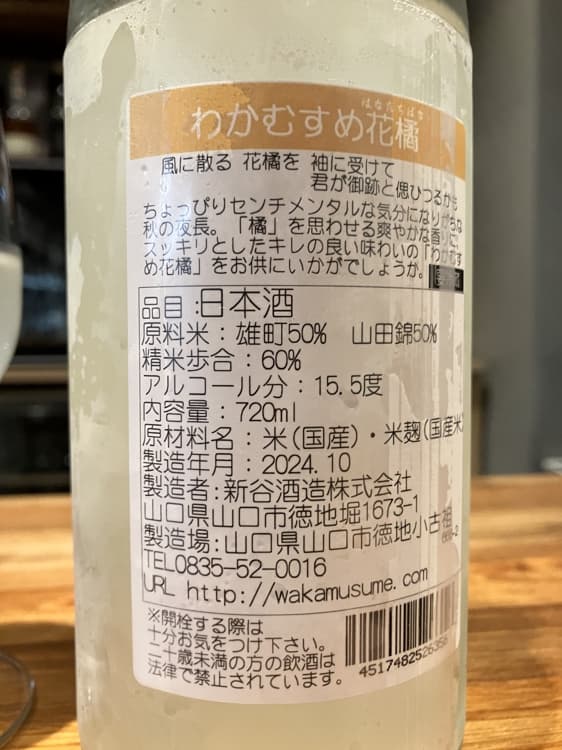 はなたちばな
わかむすめ花橘
風に散る 花橘を 袖に受けて
君が御跡と偲ひつるかも
ちょっぴりセンチメンタルな気分になりがちな
秋の夜長。「橘」を思わせる爽やかな香りに、
スッキリとしたキレの良い味わいの「わかむす
め花橘」をお供にいかがでしょうか。
品目：日本酒
原料米：雄町50% 山田錦50%
精米歩合：60%
アルコール分：15.5度
内容量：720ml
原材料名：米(国産)・米麹(国産米
製造年月：2024.10
製造者：新谷酒造株式会社
山口県山口市徳地堀1673-1
製造場：山口県山口市徳地小古祖
TEL0835-52-0016
URL http://wakamusume.com
※開栓する際は
十分お気をつけ下さい。
二十歳未満の方の飲酒は
法律で禁止されています。